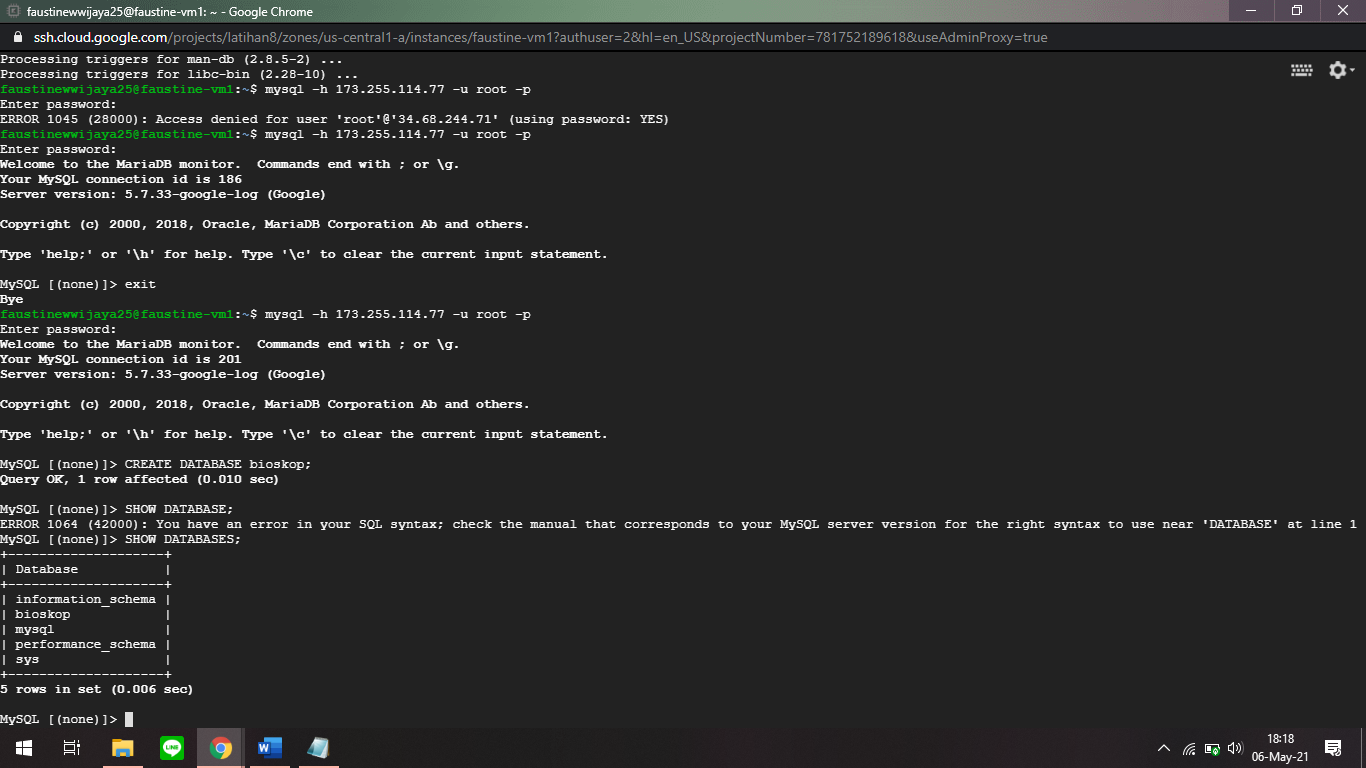 faustinewwijaya25@faustine-vm1: ~ - Google Chrome
ssh.cloud.google.com/projects/latihan8/zones/us-central1-a/instances/faustine-vm1?authuser=2&hl=en_US&projectNumber=781752189618&useAdminProxy=true
Processing triggers for man-db (2.8.5-2) ...
Processing triggers for libc-bin (2.28-10) ...
faustinewwijaya25@faustine-vm1:~$ mysql -h 173.255.114.77 -u root -p
Enter password:
ERROR 1045 (28000): Access denied for user 'root'@'34.68.244.71' (using password: YES)
faustinewwijaya25@faustine-vm1:~$ mysql -h 173.255.114.77 -u root -p
Enter password:
Welcome to the MariaDB monitor.  Commands end with ; or \g.
Your MySQL connection id is 186
Server version: 5.7.33-google-log (Google)
Copyright (c) 2000, 2018, Oracle, MariaDB Corporation Ab and others.
Type 'help;' or '\h' for help. Type '\c' to clear the current input statement.
MySQL [(none)]> exit
Bye
faustinewwijaya25@faustine-vm1:~$ mysql -h 173.255.114.77 -u root -p
Enter password:
Welcome to the MariaDB monitor.  Commands end with ; or \g.
Your MySQL connection id is 201
Server version: 5.7.33-google-log (Google)
Copyright (c) 2000, 2018, Oracle, MariaDB Corporation Ab and others.
Type 'help;' or '\h' for help. Type '\c' to clear the current input statement.
MySQL [(none)]> CREATE DATABASE bioskop;
Query OK, 1 row affected (0.010 sec)
MySQL [(none)]> SHOW DATABASE;
ERROR 1064 (42000): You have an error in your SQL syntax; check the manual that corresponds to your MySQL server version for the right syntax to use near 'DATABASE' at line 1
MySQL [(none)]> SHOW DATABASES;
+--------------------+
| Database           |
+--------------------+
| information_schema |
| bioskop            |
| mysql              |
| performance_schema |
| sys                |
+--------------------+
5 rows in set (0.006 sec)
MySQL [(none)]>
LINE
W
18:18
06-May-21